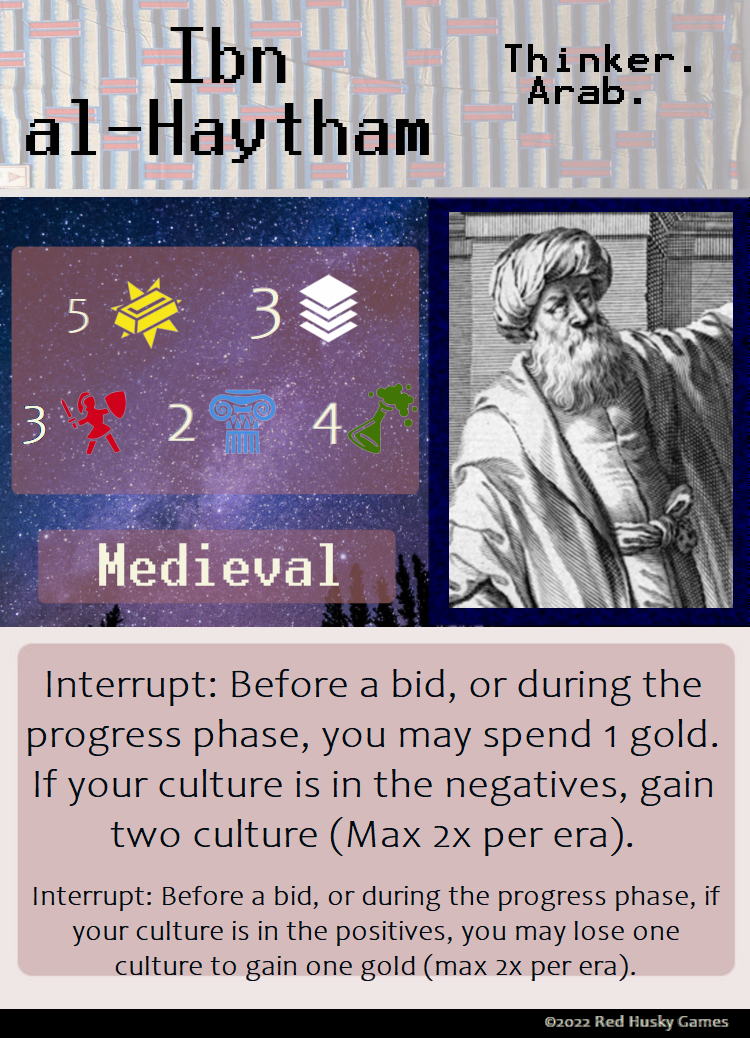 Ibn
al-Haytham
Thinker.
Arab.
5
3
3
2
4
Medieval
Interrupt: Before a bid, or during the
progress phase, you may spend 1 gold.
If your culture is in the negatives, gain
two culture (Max 2x per era).
Interrupt: Before a bid, or during the progress phase, if
your culture is in the positives, you may lose one
culture to gain one gold (max 2x per era).
©2022 Red Husky Games